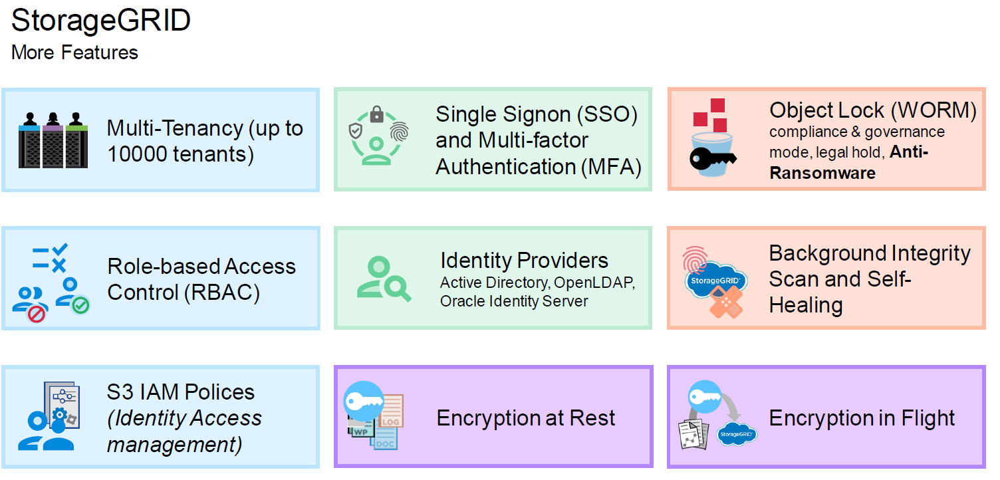 StorageGRID
More Features
Multi-Tenancy (up to
10000 tenants)
Single Signon (SSO)
and Multi-factor
Authentication (MFA)
Object Lock (WORM)
compliance & governance
mode, legal hold, Anti-
Ransomware
Role-based Access
Control (RBAC)
Identity Providers
Active Directory, OpenLDAP,
Oracle Identity Server
StorageGRID
Background Integrity
Scan and Self-
Healing
S3 IAM Polices
(Identity Access
management)
LOG
WP
DOC
Encryption at Rest
StorageGRID
Encryption in Flight